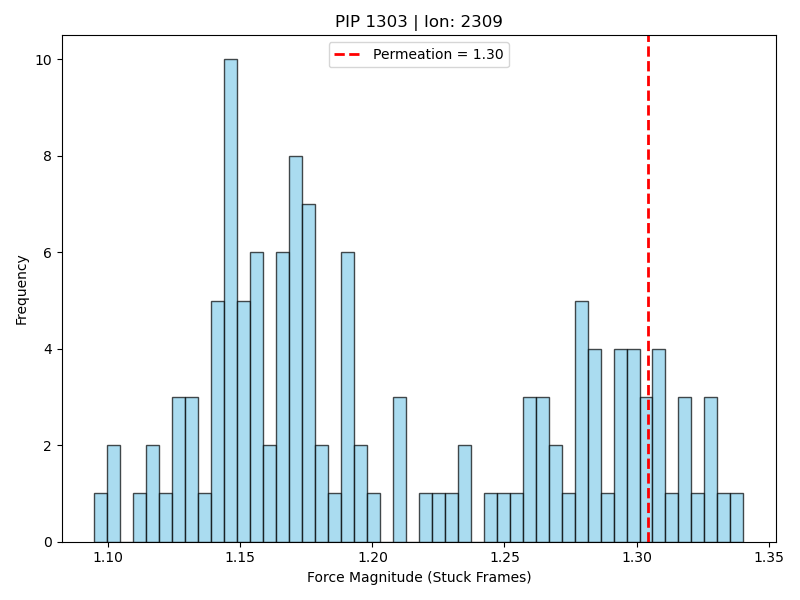 PIP 1303 | Ion: 2309
Permeation = 1.30
Frequency
10
8
6
4
2
0
1.10 1.15 1.20 1.25 1.30 1.35
Force Magnitude (Stuck Frames)